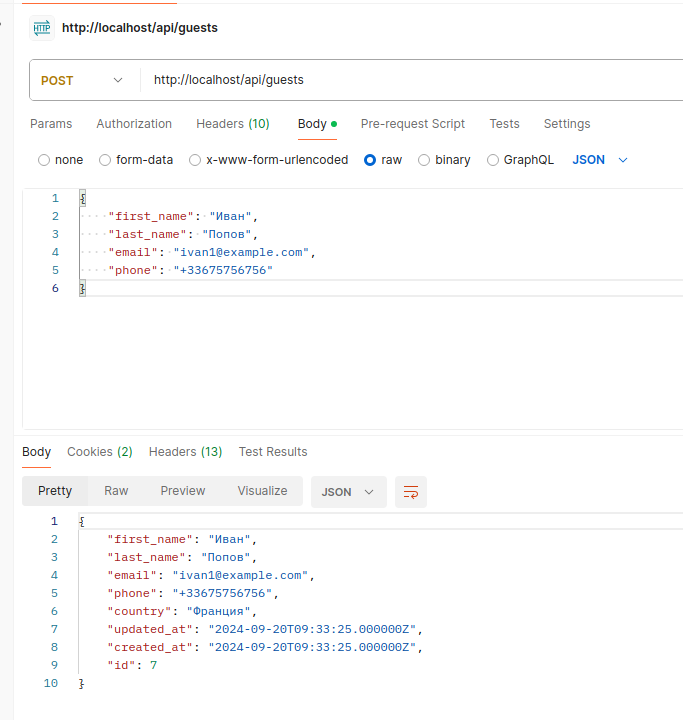 HTTP http://localhost/api/guests
POST http://localhost/api/guests
Params Authorization Headers (10) Body Pre-request Script Tests Settings
none form-data x-www-form-urlencoded raw binary GraphQL JSON
1 {
2 "first_name": "Иван",
3 "last_name": "Попов",
4 "email": "ivan1@example.com",
5 "phone": "+33675756756"
6 }
Body Cookies (2) Headers (13) Test Results
Pretty Raw Preview Visualize JSON
1 {
2 "first_name": "Иван",
3 "last_name": "Попов",
4 "email": "ivan1@example.com",
5 "phone": "+33675756756",
6 "country": "Франция",
7 "updated_at": "2024-09-20T09:33:25.000000Z",
8 "created_at": "2024-09-20T09:33:25.000000Z",
9 "id": 7
10 }